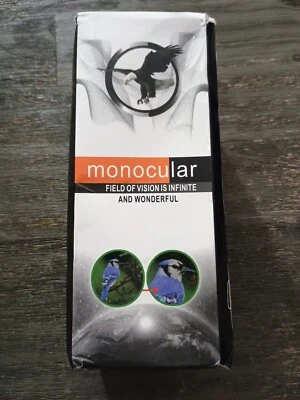 monocular
FIELD OF VISION IS INFINITE
AND WONDERFUL